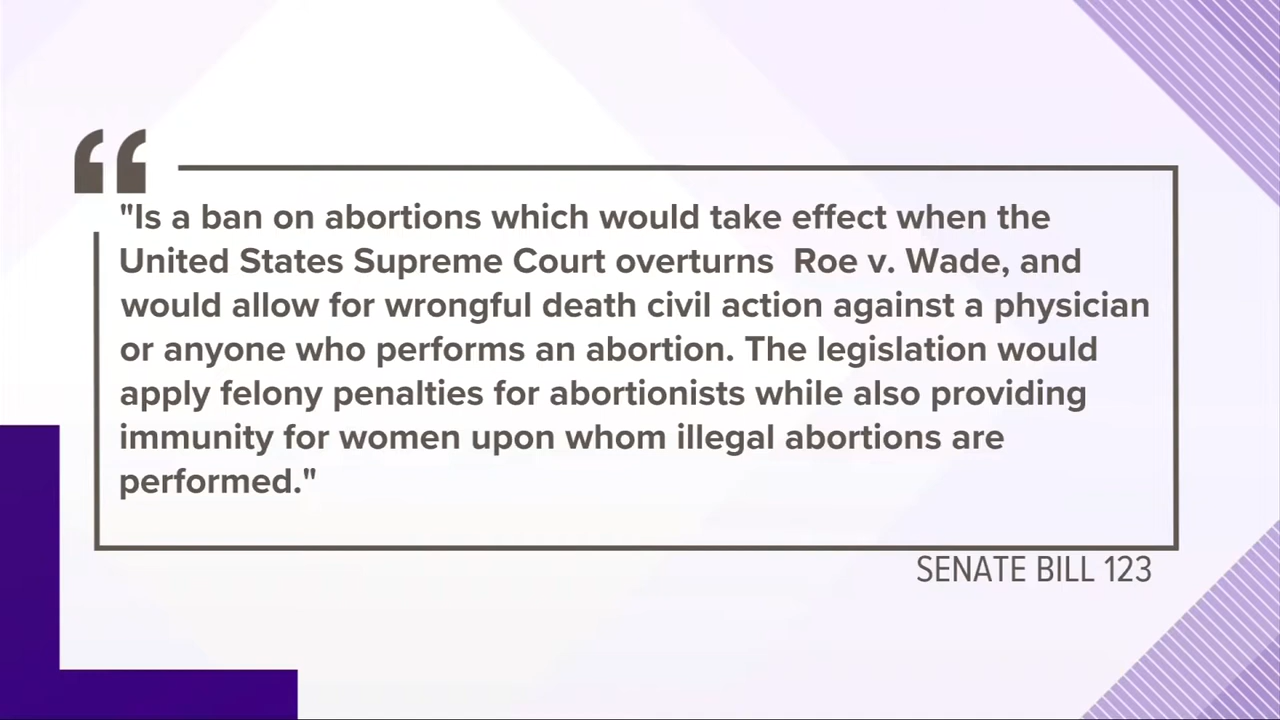 “
"Is a ban on abortions which would take effect when the
United States Supreme Court overturns  Roe v. Wade, and
would allow for wrongful death civil action against a physician
or anyone who performs an abortion. The legislation would
apply felony penalties for abortionists while also providing
immunity for women upon whom illegal abortions are
performed."
SENATE BILL 123